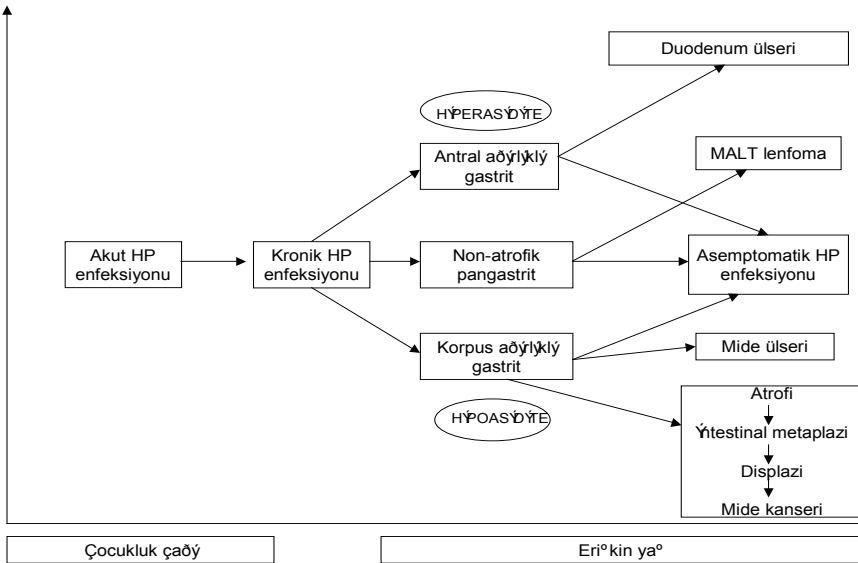 Duodenum ülseri
HÝPERASÝDÝTE
Antral aðýrlýklý
gastrit
MALT lenfoma
Akut HP
enfeksiyonu
Kronik HP
enfeksiyonu
Non-atrofik
pangastrit
Asemptomatik HP
enfeksiyonu
Korpus aðýrlýklý
gastrit
Mide ülseri
HÝPOASÝDÝTE
Atrofi
Ýntestinal metaplazi
Displazi
Mide kanseri
Çocukluk çaðý
Eriºkin yaº